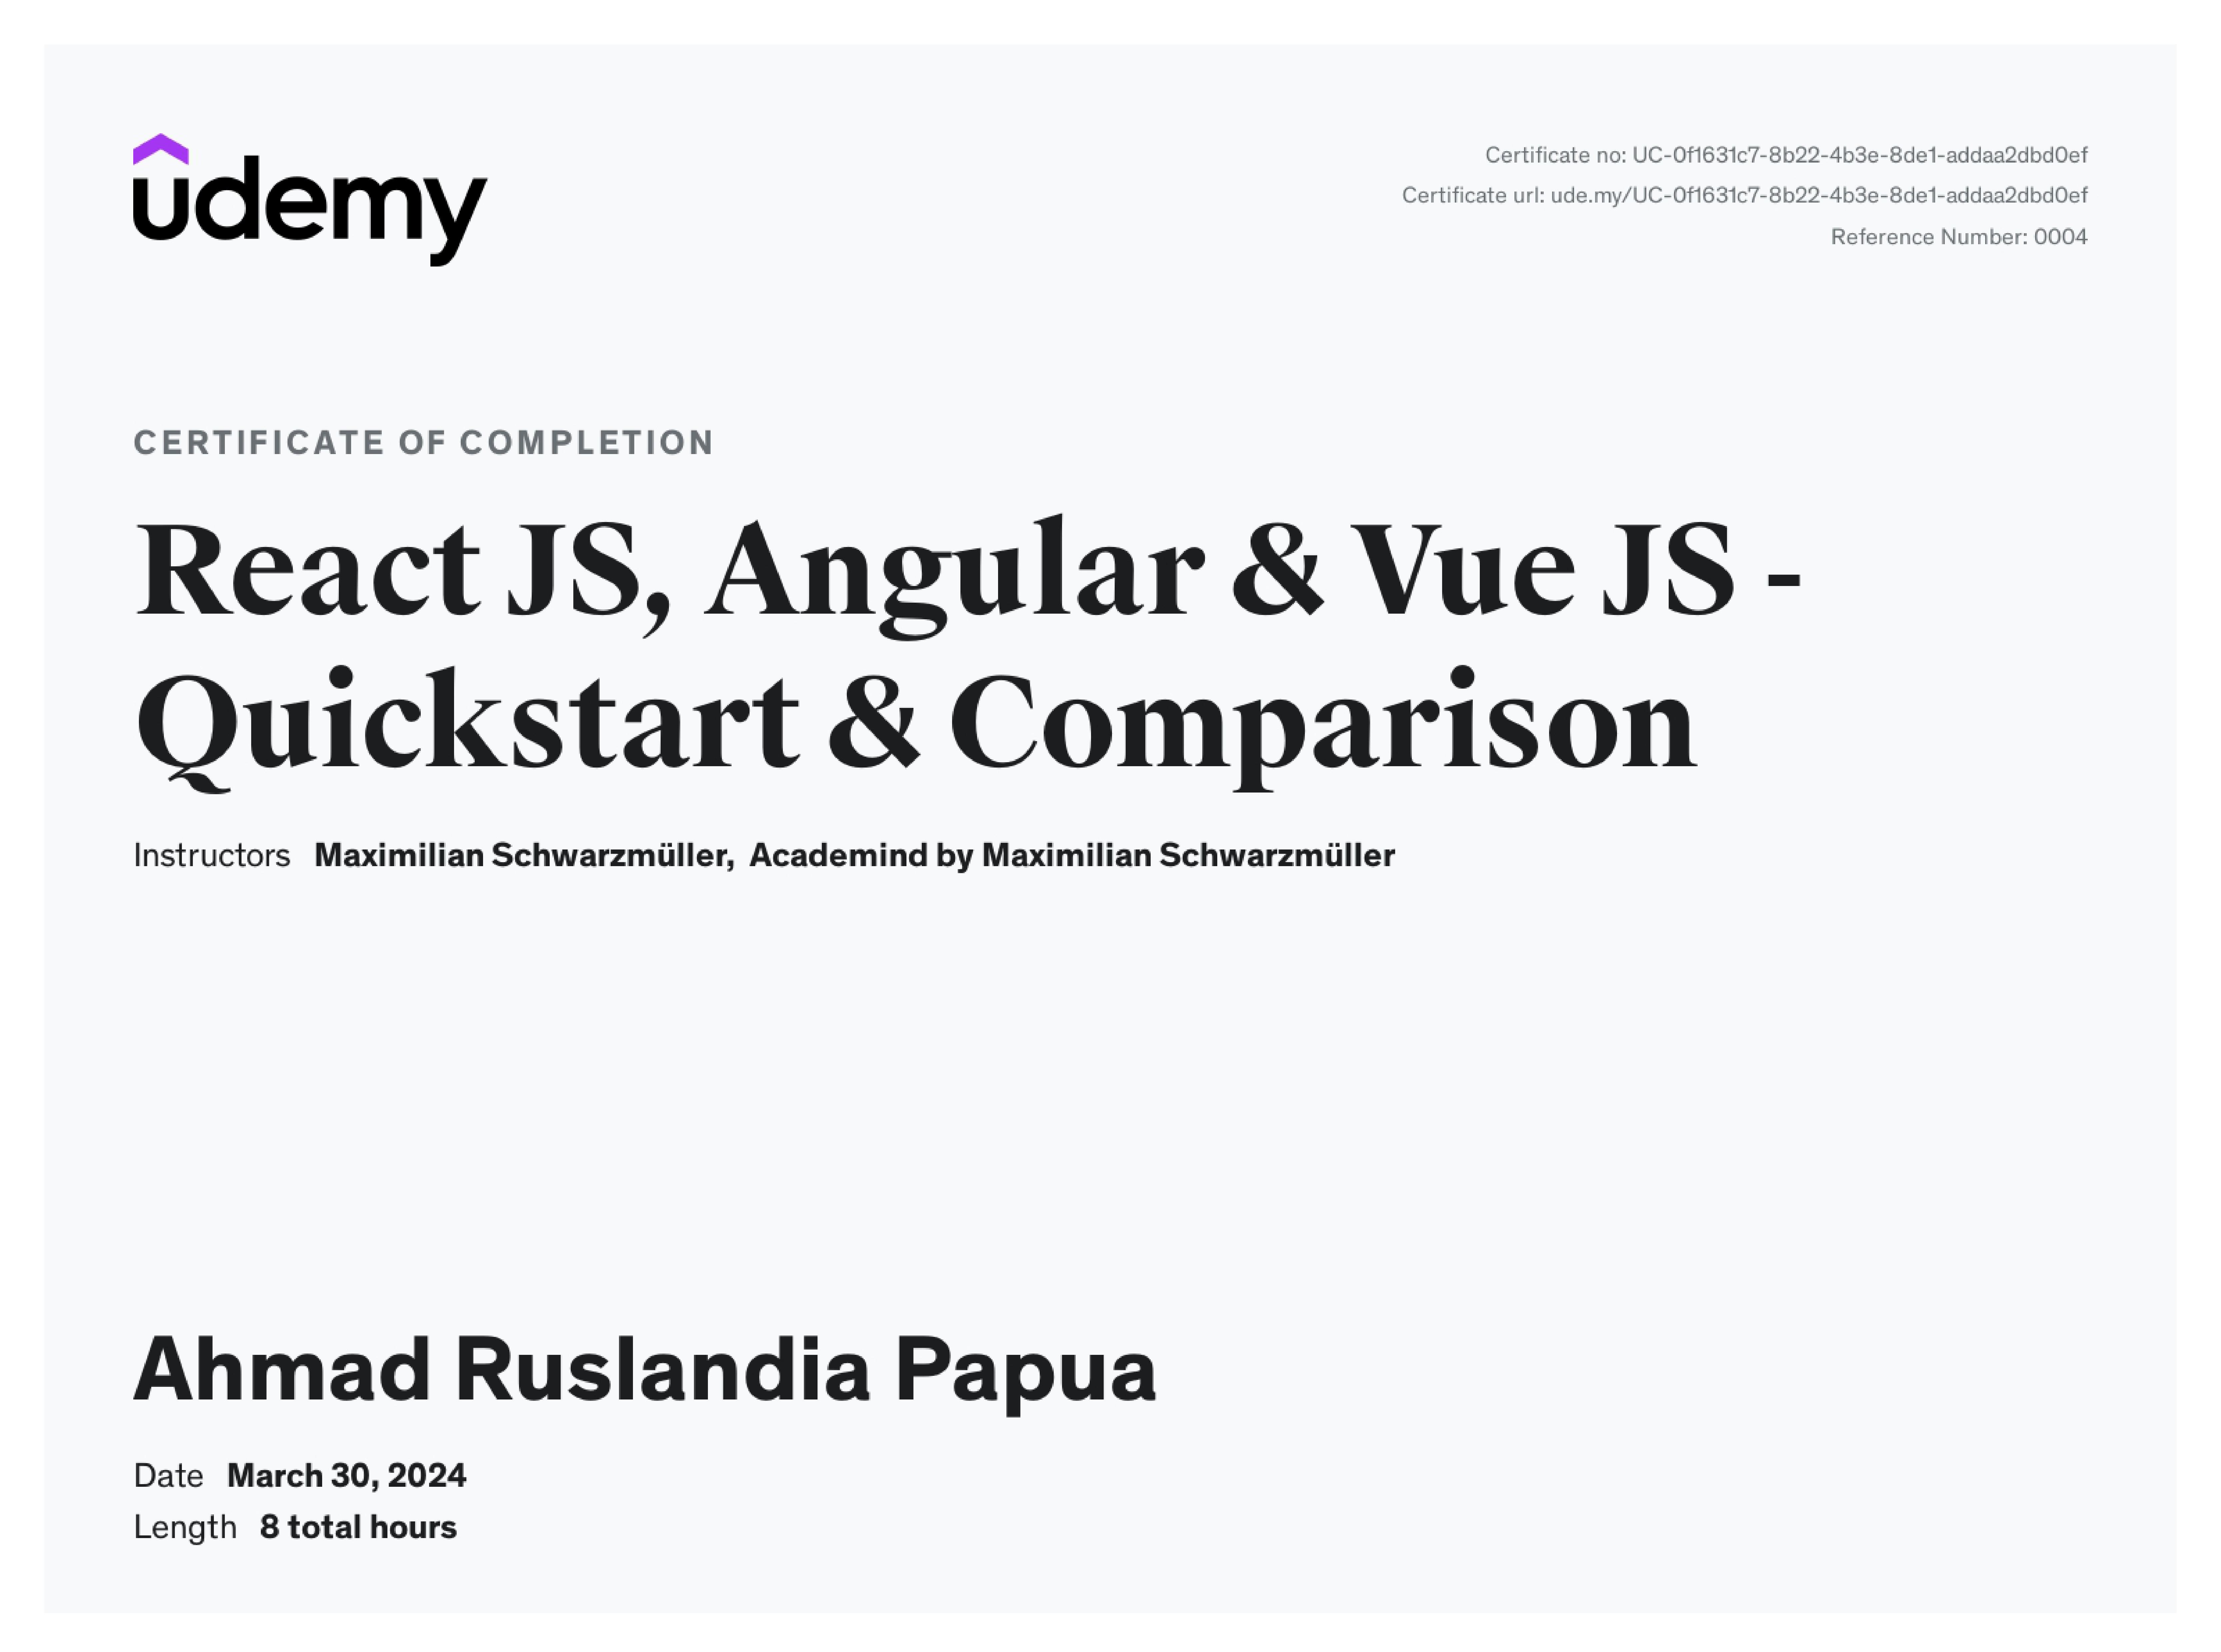 udemy
Certificate no: UC-0f1631c7-8b22-4b3e-8de1-addaa2dbd0ef
Certificate url: ude.my/UC-0f1631c7-8b22-4b3e-8de1-addaa2dbd0ef
Reference Number: 0004
CERTIFICATE OF COMPLETION
React JS, Angular & Vue JS -
Quickstart & Comparison
Instructors Maximilian Schwarzmüller, Academind by Maximilian Schwarzmüller
Ahmad Ruslandia Papua
Date March 30, 2024
Length 8 total hours